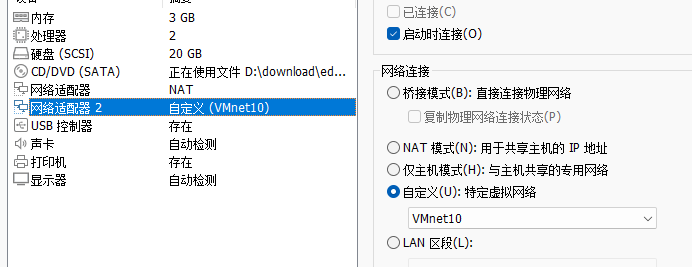 内存 3 GB
处理器 2
硬盘 (SCSI) 20 GB
CD/DVD (SATA) 正在使用文件 D:\download\ed...
网络适配器 NAT
网络适配器 2 自定义 (VMnet10)
USB 控制器 存在
声卡 自动检测
打印机 存在
显示器 自动检测
已连接(C)
启动时连接(O)
网络连接
桥接模式(B): 直接连接物理网络
复制物理网络连接状态(P)
NAT 模式(N): 用于共享主机的 IP 地址
仅主机模式(H): 与主机共享的专用网络
自定义(U): 特定虚拟网络
VMnet10
LAN 区段(L):